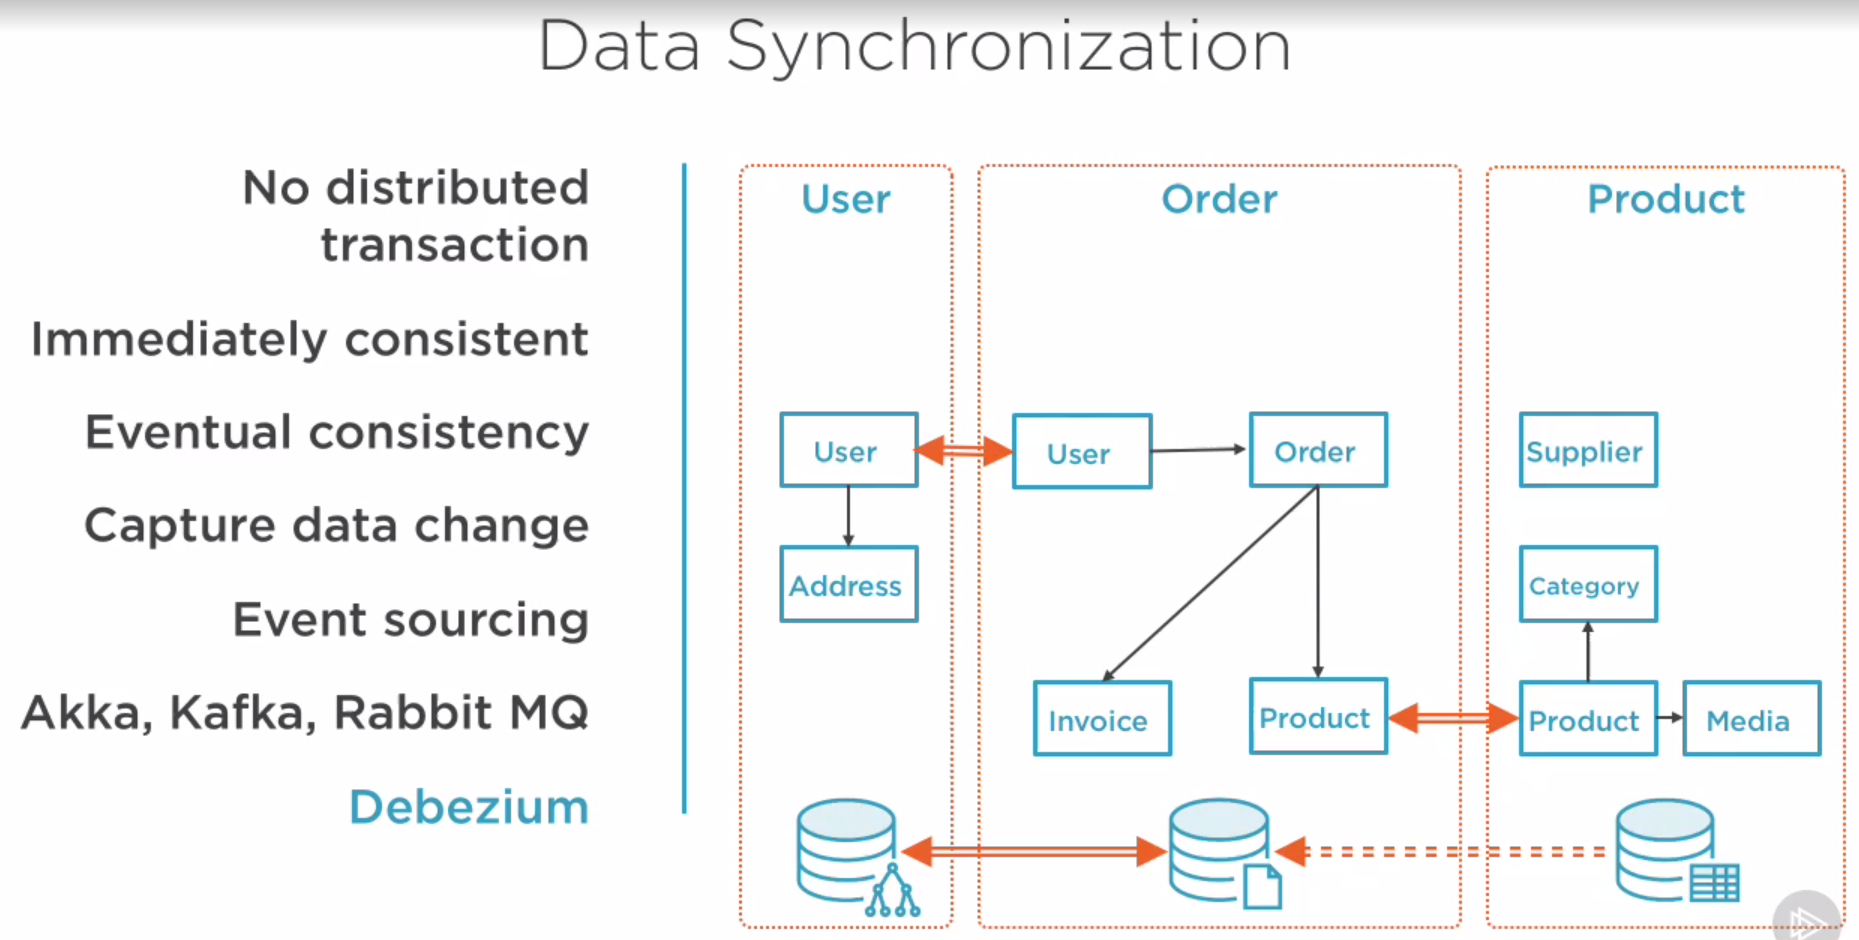 Data Synchronization
No distributed
transaction
Immediately consistent
Eventual consistency
Capture data change
Event sourcing
Akka, Kafka, Rabbit MQ
Debezium
User
Order
Product
User
User
Order
Supplier
Address
Category
Invoice
Product
Product
Media